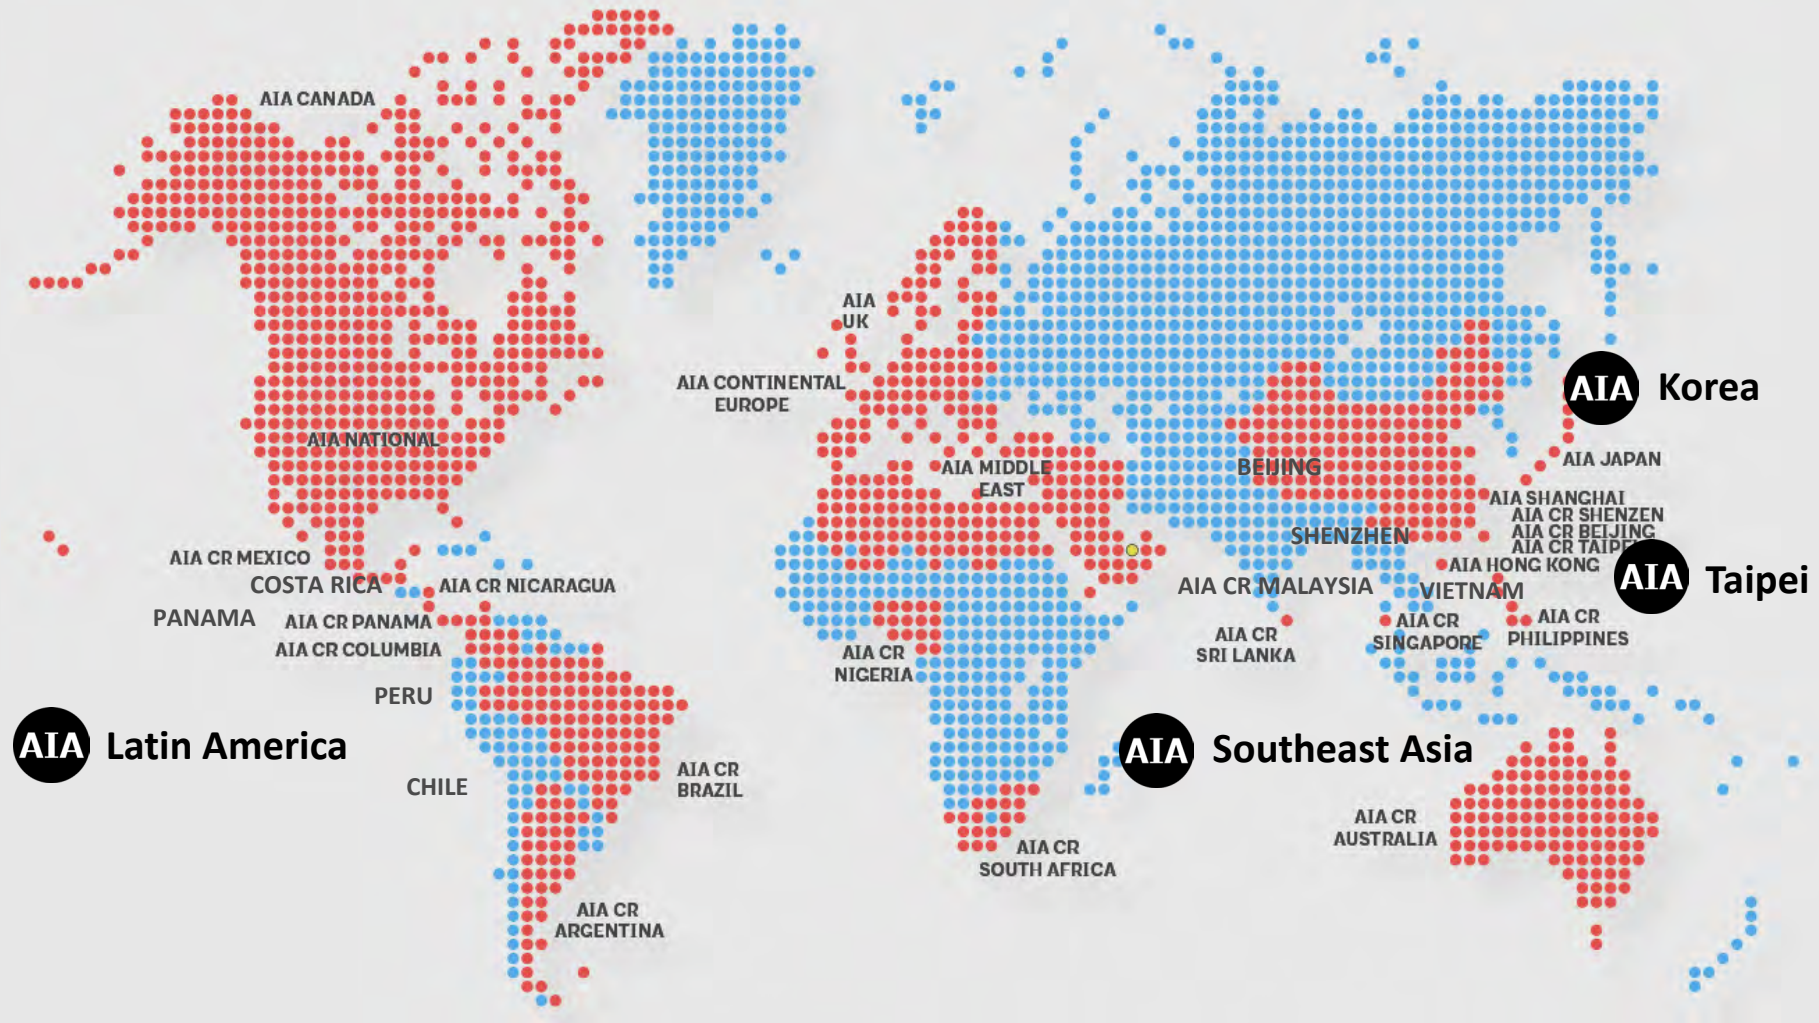 AIA CANADA
AIA
UK
AIA CONTINENTAL
EUROPE
AIA Korea
AIA NATIONAL
AIA MIDDLE
EAST
BEIJING
AIA JAPAN
AIA SHANGHAI
AIA CR SHENZEN
AIA CR BEIJING
AIA CR
SHENZHEN
AIA HONG KONG
AIA Taipei
AIA CR MEXICO
COSTA RICA
AIA CR NICARAGUA
AIA CR MALAYSIA
VIETNAM
PANAMA
AIA CR PANAMA
AIA CR COLUMBIA
AIA CR
NIGERIA
AIA CR
SRI LANKA
AIA CR
SINGAPORE
AIA CR
PHILIPPINES
PERU
AIA Latin America
AIA Southeast Asia
CHILE
AIA CR
BRAZIL
AIA CR
AUSTRALIA
AIA CR
SOUTH AFRICA
AIA CR
ARGENTINA